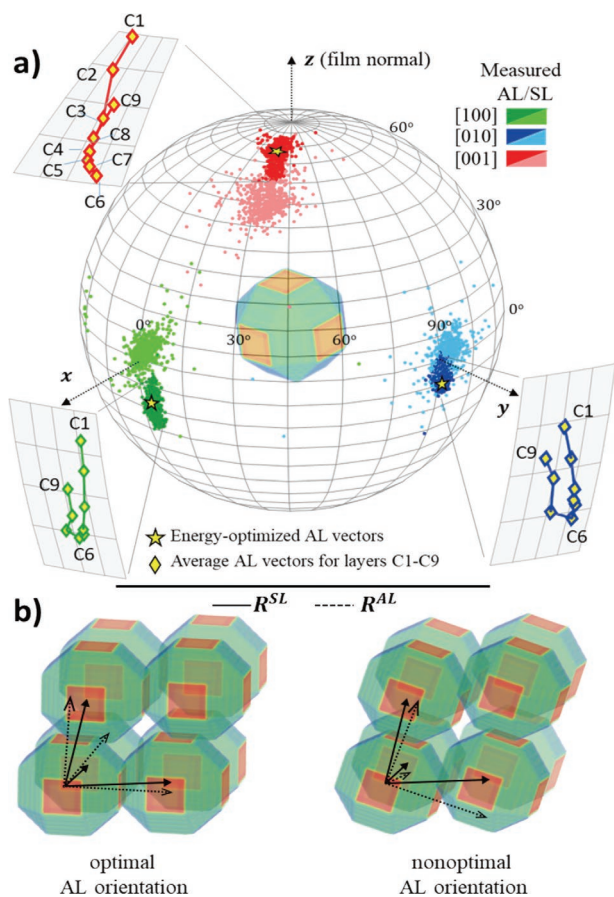 a)
C1
C2
C9
C3
C8
C4
C5
C7
C6
z (film normal)
Measured
AL/SL
[100]
[010]
[001]
60°
30°
0°
0°
30°
60°
90°
x
y
C1
C9
C6
C1
C9
C6
Energy-optimized AL vectors
Average AL vectors for layers C1-C9
R^SL R^AL
b)
optimal
AL orientation
nonoptimal
AL orientation